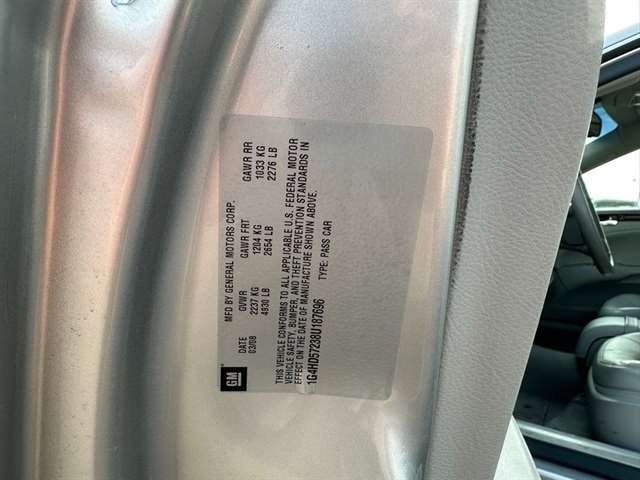 GM
MFD BY GENERAL MOTORS CORP.
DATE GVWR GAWR FRT GAWR RR
03/08 2237 KG 1204 KG 1033 KG
4930 LB 2654 LB 2276 LB
THIS VEHICLE CONFORMS TO ALL APPLICABLE U.S. FEDERAL MOTOR
VEHICLE SAFETY, BUMPER, AND THEFT PREVENTION STANDARDS IN
EFFECT ON THE DATE OF MANUFACTURE SHOWN ABOVE.
1G4HD57238U187696 TYPE: PASS CAR